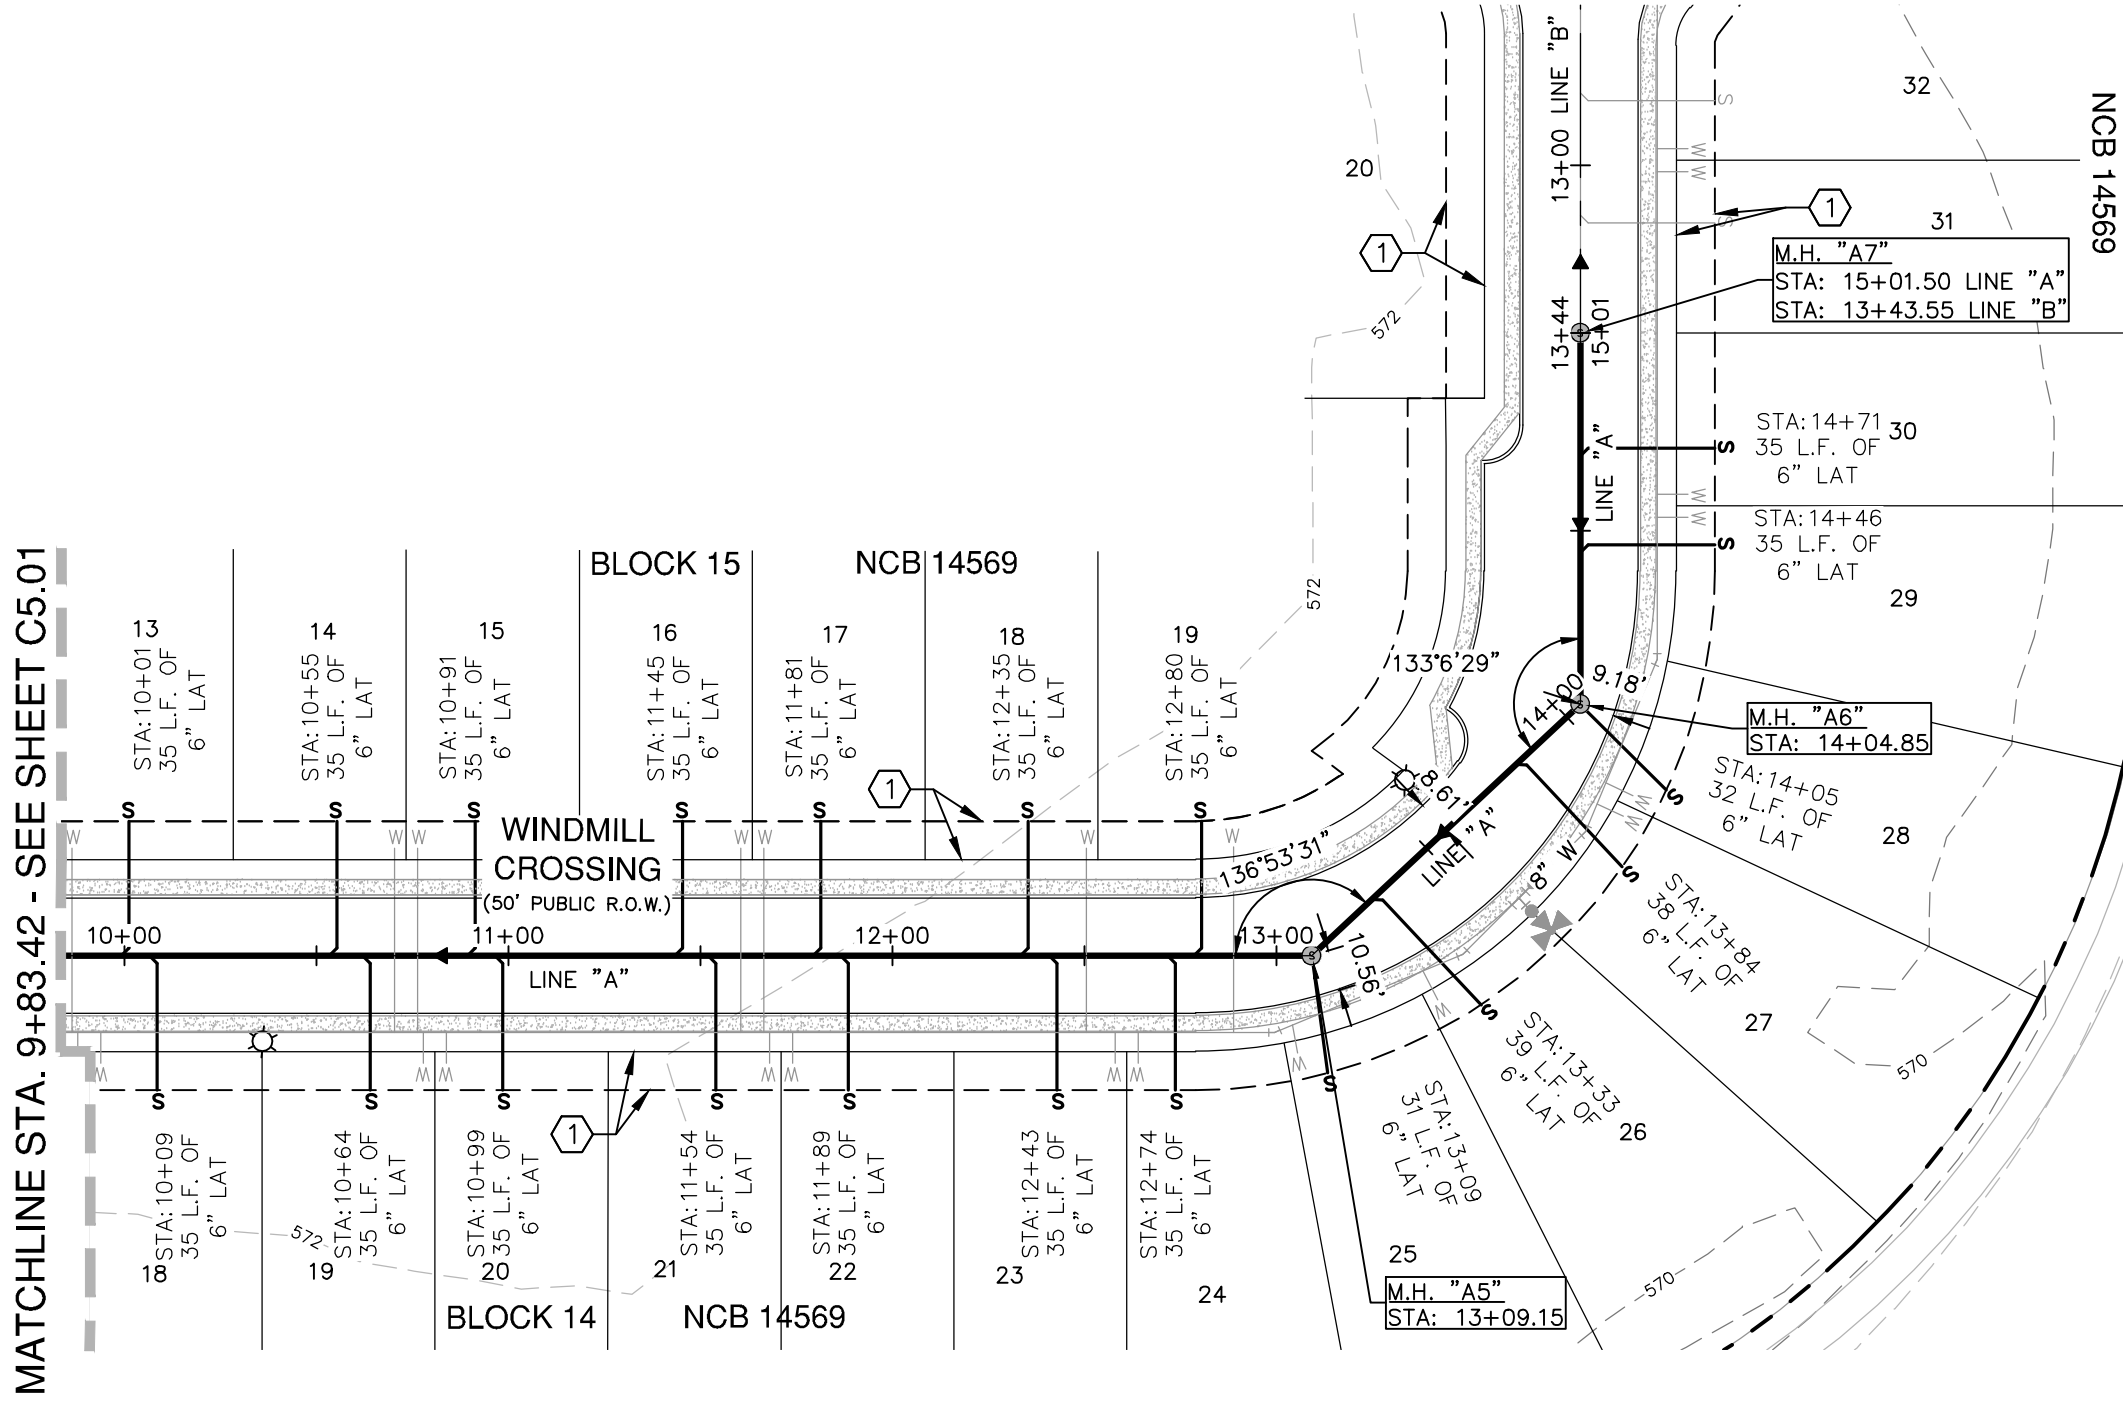 MATCHLINE STA. 9+83.42 - SEE SHEET C5.01
BLOCK 15
NCB 14569
13
STA:10+01
35 L.F. OF
6" LAT
14
STA:10+55
35 L.F. OF
6" LAT
15
STA:10+91
35 L.F. OF
6" LAT
16
STA:11+45
35 L.F. OF
6" LAT
17
STA:11+81
35 L.F. OF
6" LAT
18
STA:12+35
35 L.F. OF
6" LAT
19
STA:12+80
35 L.F. OF
6" LAT
S
S
S
S
S
S
S
W
W
W
W
W
W
W
1
WINDMILL
CROSSING
(50' PUBLIC R.O.W.)
10+00
11+00
12+00
13+00
LINE "A"
W
W
W
W
W
W
W
W
S
S
S
S
S
S
S
S
1
STA:10+09
35 L.F. OF
6" LAT
18
STA:10+64
35 L.F. OF
6" LAT
19
STA:10+99
35 L.F. OF
6" LAT
20
STA:11+54
35 L.F. OF
6" LAT
21
STA:11+89
35 L.F. OF
6" LAT
22
STA:12+43
35 L.F. OF
6" LAT
23
STA:12+74
35 L.F. OF
6" LAT
24
572
BLOCK 14
NCB 14569
20
1
572
572
13+00 LINE "B"
13+44
15+01
S
S
W
W
32
31
1
NCB 14569
M.H. "A7"
STA: 15+01.50 LINE "A"
STA: 13+43.55 LINE "B"
LINE "A"
S
STA:14+71
35 L.F. OF
6" LAT
30
W
W
S
STA:14+46
35 L.F. OF
6" LAT
29
133°6'29"
14+00
9.18'
M.H. "A6"
STA: 14+04.85
STA:14+05
32 L.F. OF
6" LAT
28
S
W
W
8.61'
LINE "A"
136°53'31"
8" W
S
STA:13+84
38 L.F. OF
6" LAT
27
570
10.56'
W
S
STA:13+33
39 L.F. OF
6" LAT
26
W
S
STA:13+09
31 L.F. OF
6" LAT
25
570
M.H. "A5"
STA: 13+09.15